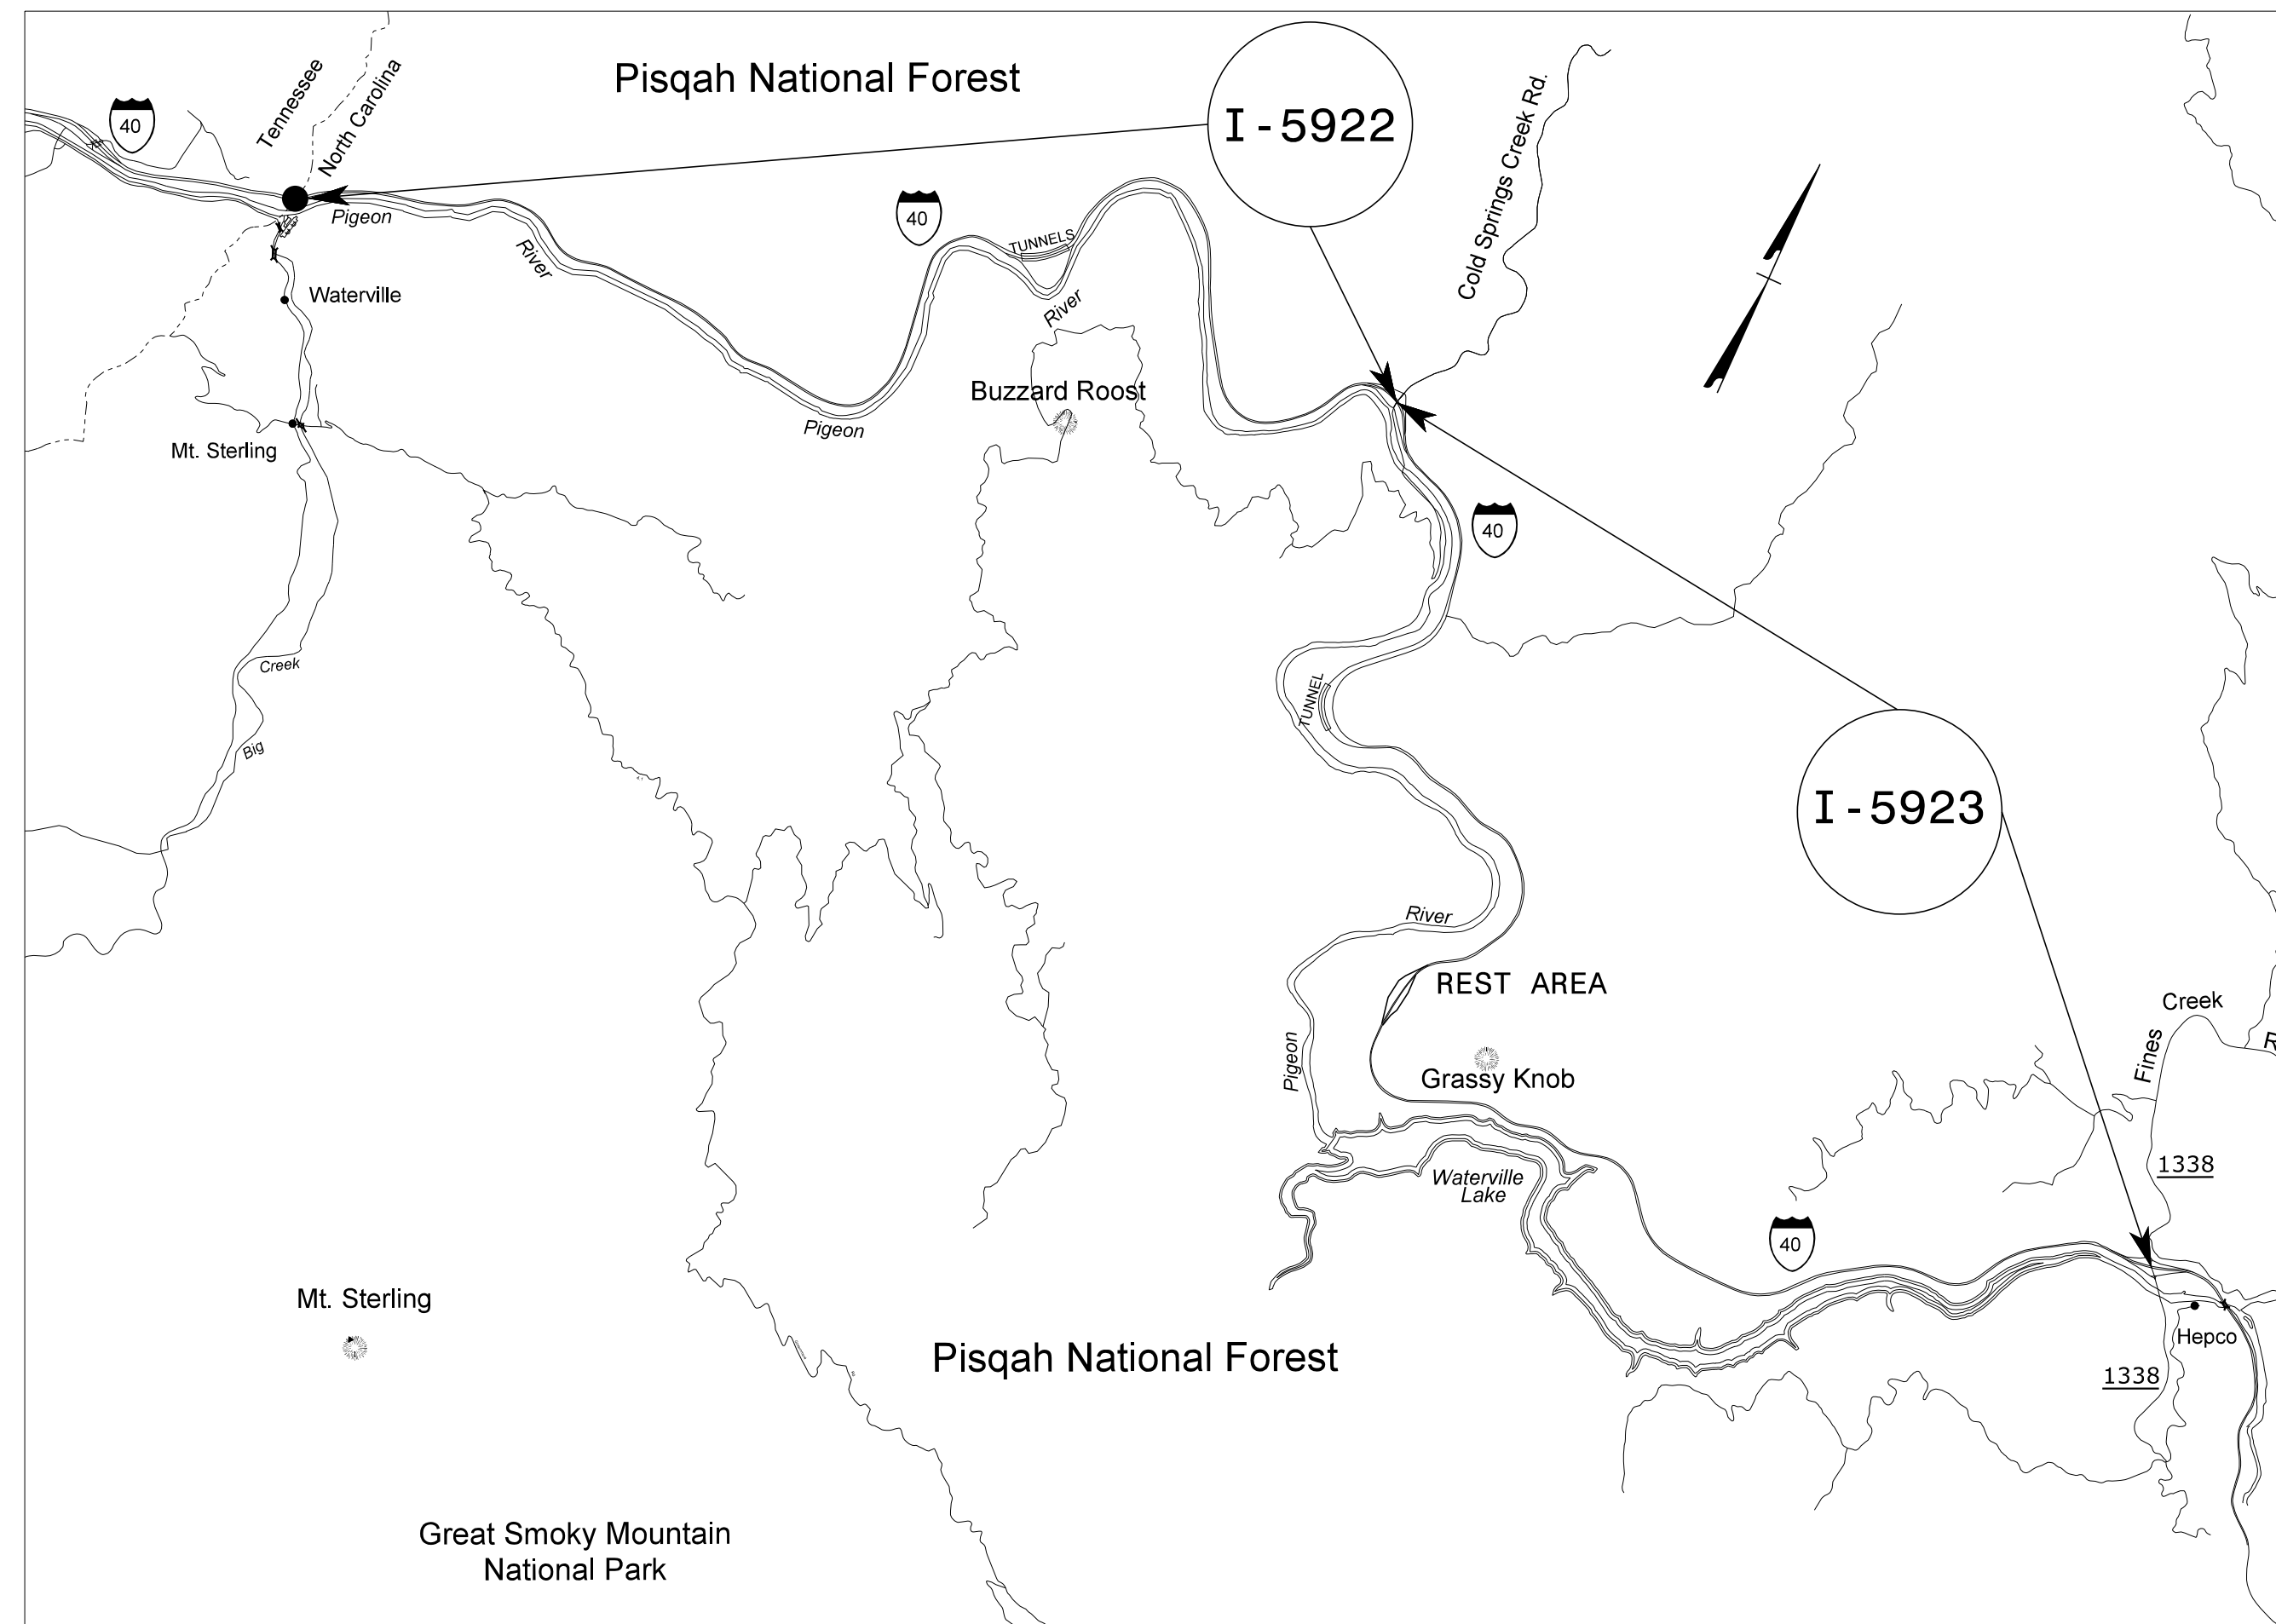 Pisqah National Forest
I-5922
Cold Springs Creek Rd.
Tennessee
North Carolina
40
Pigeon
River
40
TUNNELS
River
Waterville
Buzzard Roost
Pigeon
Mt. Sterling
40
Creek
Big
TUNNEL
I-5923
River
REST AREA
Pigeon
Grassy Knob
Creek
Fines
R
Waterville
Lake
1338
40
Hepco
1338
Mt. Sterling
Pisqah National Forest
Great Smoky Mountain
National Park